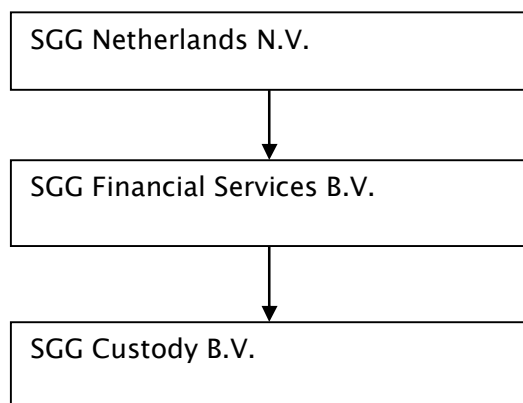 SGG Netherlands N.V.
SGG Financial Services B.V.
SGG Custody B.V.